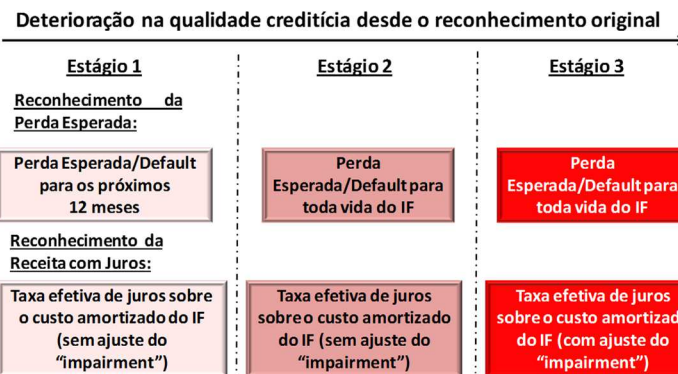 Deterioração na qualidade creditícia desde o reconhecimento original
Estágio 1
Estágio 2
Estágio 3
Reconhecimento da
Perda Esperada:
Perda Esperada/Default
para os próximos
12 meses
Perda
Esperada/Default para
toda vida do IF
Perda
Esperada/Default para
toda vida do IF
Reconhecimento da
Receita com Juros:
Taxa efetiva de juros sobre
o custo amortizado do IF
(sem ajuste do
“impairment”)
Taxa efetiva de juros
sobre o custo amortizado
do IF (sem ajuste do
“impairment”)
Taxa efetiva de juros
sobre o custo amortizad
do IF (com ajuste do
“impairment”)